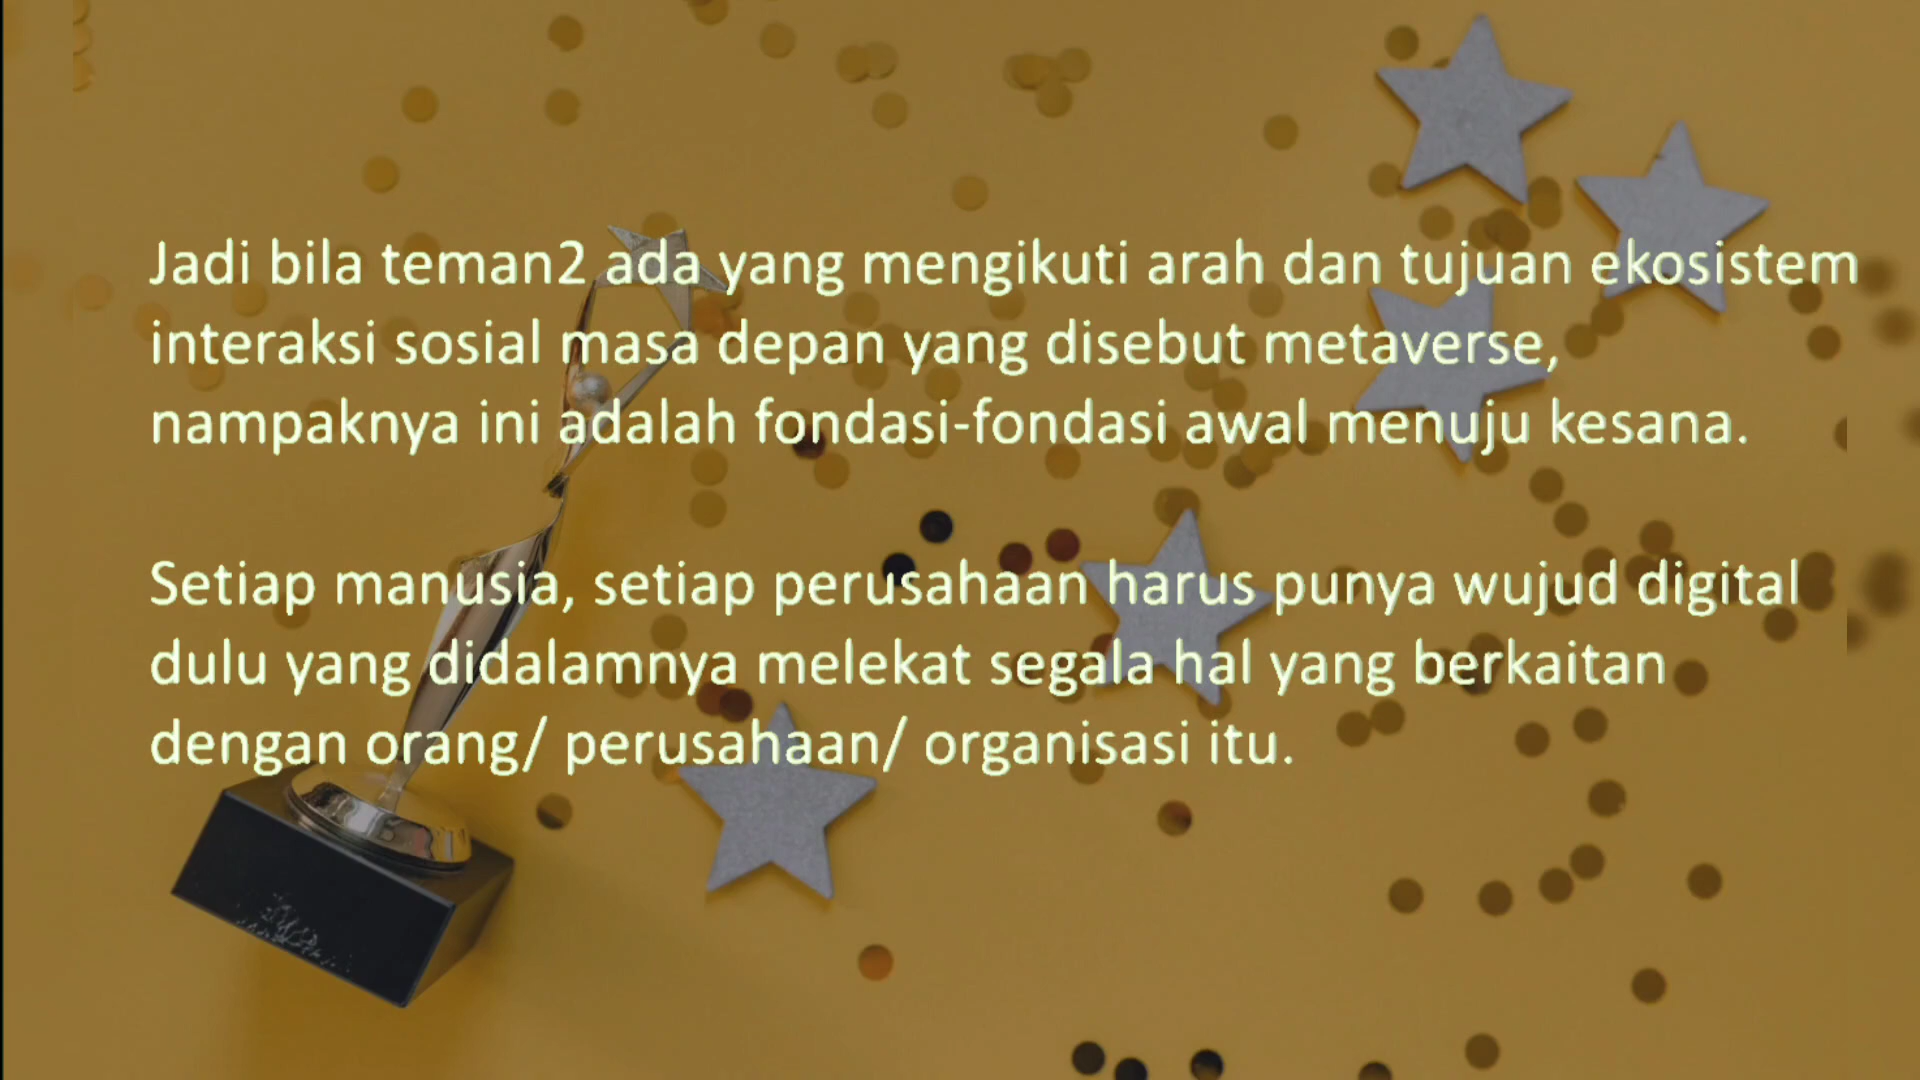 Jadi bila teman2 ada yang mengikuti arah dan tujuan ekosistem
interaksi sosial masa depan yang disebut metaverse,
nampaknya ini adalah fondasi-fondasi awal menuju kesana.
Setiap manusia, setiap perusahaan harus punya wujud digital
dulu yang didalamnya melekat segala hal yang berkaitan
dengan orang/ perusahaan/ organisasi itu.